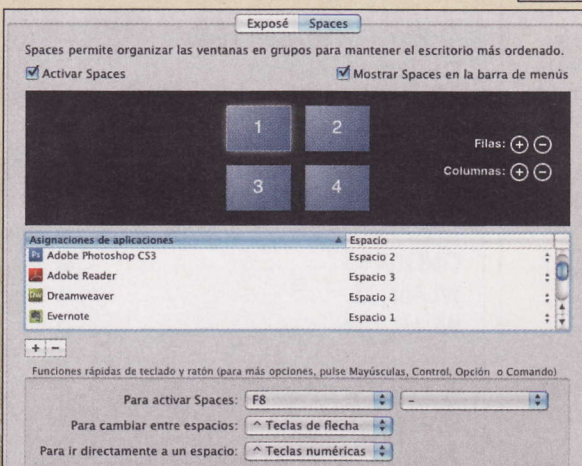 Exposé Spaces
Spaces permite organizar las ventanas en grupos para mantener el escritorio más ordenado.
Activar Spaces Mostrar Spaces en la barra de menús
1 2
Filas: + −
3 4
Columnas: + −
Asignaciones de aplicaciones Espacio
Ps Adobe Photoshop CS3 Espacio 2
Adobe Reader Espacio 3
Dw Dreamweaver Espacio 2
Evernote Espacio 1
+ −
Funciones rápidas de teclado y ratón (para más opciones, pulse Mayúsculas, Control, Opción o Comando)
Para activar Spaces: F8 –
Para cambiar entre espacios: ^ Teclas de flecha
Para ir directamente a un espacio: ^ Teclas numéricas